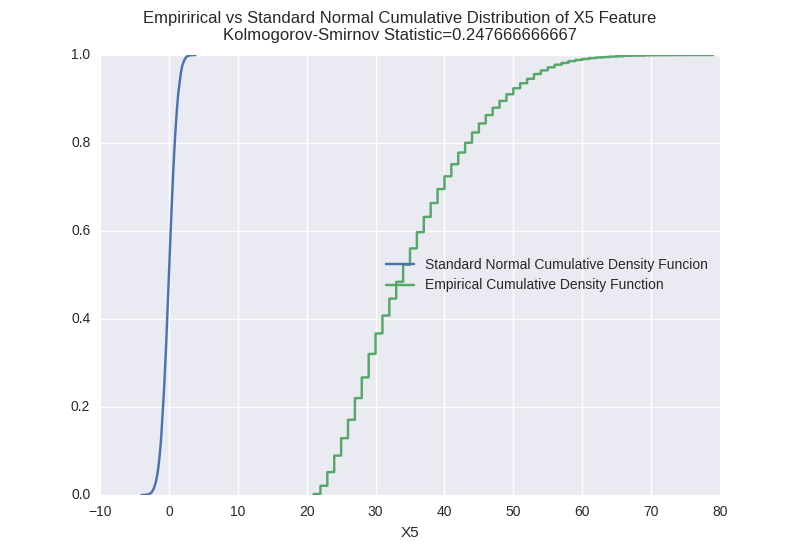 Empirirical vs Standard Normal Cumulative Distribution of X5 Feature
Kolmogorov-Smirnov Statistic=0.247666666667
1.0
0.8
0.6
0.4
0.2
0.0
Standard Normal Cumulative Density Funcion
Empirical Cumulative Density Function
−10 0 10 20 30 40 50 60 70 80
X5